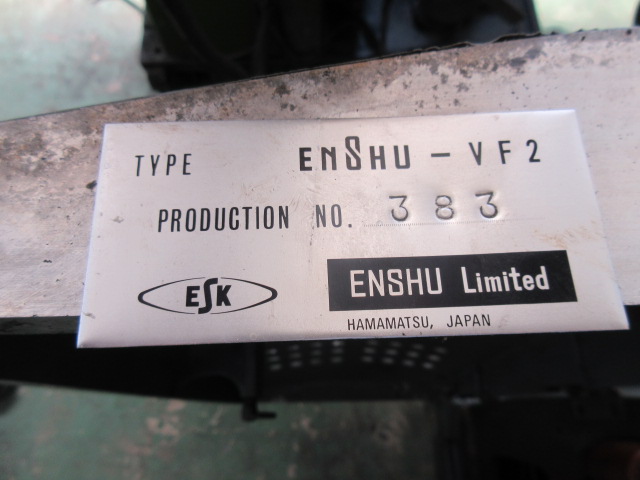 TYPE ENSHU - VF2
PRODUCTION NO. 383
ESK
ENSHU Limited
HAMAMATSU, JAPAN